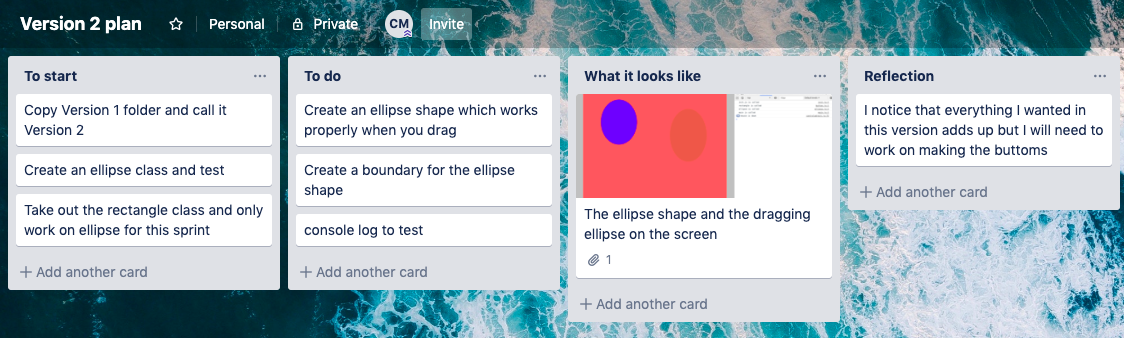 Version 2 plan
Personal
Private
CM
Invite
To start
Copy Version 1 folder and call it
Version 2
Create an ellipse class and test
Take out the rectangle class and only
work on ellipse for this sprint
+ Add another card
To do
Create an ellipse shape which works
properly when you drag
Create a boundary for the ellipse
shape
console log to test
+ Add another card
What it looks like
The ellipse shape and the dragging
ellipse on the screen
1
+ Add another card
Reflection
I notice that everything I wanted in
this version adds up but I will need to
work on making the buttoms
+ Add another card